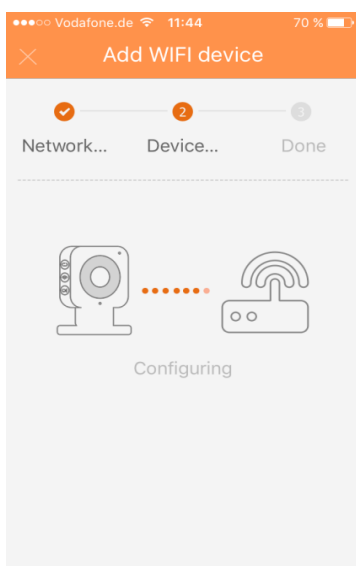 Vodafone.de 11:44 70 %
Add WIFI device
2 3
Network... Device... Done
Configuring